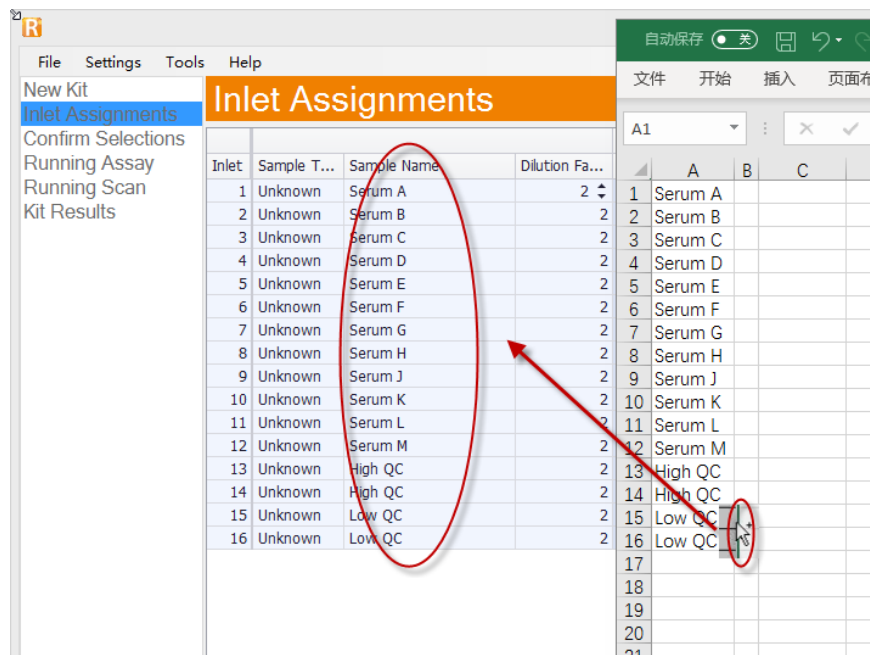 R
File Settings Tools Help
New Kit
Inlet Assignments
Confirm Selections
Running Assay
Running Scan
Kit Results
Inlet Assignments
Inlet Sample T... Sample Name Dilution Fa...
1 Unknown Serum A 2
2 Unknown Serum B 2
3 Unknown Serum C 2
4 Unknown Serum D 2
5 Unknown Serum E 2
6 Unknown Serum F 2
7 Unknown Serum G 2
8 Unknown Serum H 2
9 Unknown Serum J 2
10 Unknown Serum K 2
11 Unknown Serum L 2
12 Unknown Serum M 2
13 Unknown High QC 2
14 Unknown High QC 2
15 Unknown Low QC 2
16 Unknown Low QC 2
自动保存 关
文件 开始 插入 页面布
A1
A B C
1 Serum A
2 Serum B
3 Serum C
4 Serum D
5 Serum E
6 Serum F
7 Serum G
8 Serum H
9 Serum J
10 Serum K
11 Serum L
12 Serum M
13 High QC
14 High QC
15 Low QC
16 Low QC
17
18
19
20
21